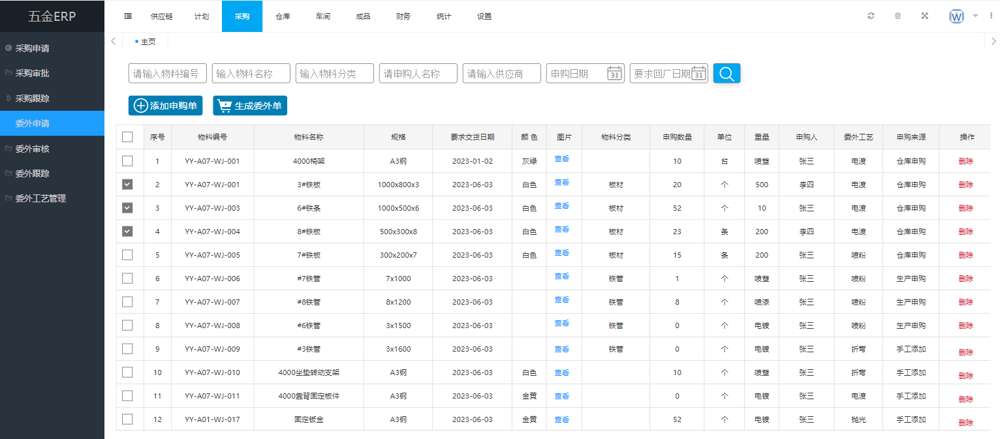 五金ERP 供应链 计划 采购 仓库 车间 成品 财务 统计 设置 W
主页
采购申请
采购审批
采购跟踪
委外申请
委外审核
委外跟踪
委外工艺管理
请输入物料编号 输入物料名称 输入物料分类 请申购人名称 请输入供应商 申购日期 31 要求回厂日期 31
添加申购单 生成委外单
序号 物料编号 物料名称 规格 要求交货日期 颜 色 图片 物料分类 申购数量 单位 重量 申购人 委外工艺 申购来源 操作
1 YY-A07-WJ-001 4000椅架 A3钢 2023-01-02 灰绿 查看 10 台 喷塑 张三 电渡 仓库申购 删除
2 YY-A07-WJ-001 3#铁板 1000x800x3 2023-06-03 白色 查看 板材 20 个 500 李四 电渡 仓库申购 删除
3 YY-A07-WJ-003 6#铁条 1000x500x6 2023-06-03 白色 查看 板材 52 个 10 张三 电渡 仓库申购 删除
4 YY-A07-WJ-004 8#铁板 500x300x8 2023-06-03 白色 查看 板材 23 条 200 李四 电渡 仓库申购 删除
5 YY-A07-WJ-005 7#铁板 300x200x7 2023-06-03 白色 查看 板材 15 条 200 张三 喷粉 仓库申购 删除
6 YY-A07-WJ-006 #7铁管 7x1000 2023-06-03 查看 铁管 1 个 喷塑 张三 喷粉 生产申购 删除
7 YY-A07-WJ-007 #8铁管 8x1200 2023-06-03 查看 铁管 8 个 喷漆 张三 喷粉 生产申购 删除
8 YY-A07-WJ-008 #6铁管 3x1500 2023-06-03 查看 铁管 0 个 电镀 张三 喷粉 生产申购 删除
9 YY-A07-WJ-009 #3铁管 3x1600 2023-06-03 查看 铁管 0 个 电镀 张三 折弯 手工添加 删除
10 YY-A07-WJ-010 4000坐垫转动支架 A3钢 2023-06-03 白色 查看 10 个 喷塑 张三 折弯 手工添加 删除
11 YY-A07-WJ-011 4000靠背固定板件 A3钢 2023-06-03 金黄 查看 0 个 电镀 张三 电渡 手工添加 删除
12 YY-A01-WJ-017 固定钣金 A3钢 2023-06-03 金黄 查看 52 个 电镀 张三 抛光 手工添加 删除